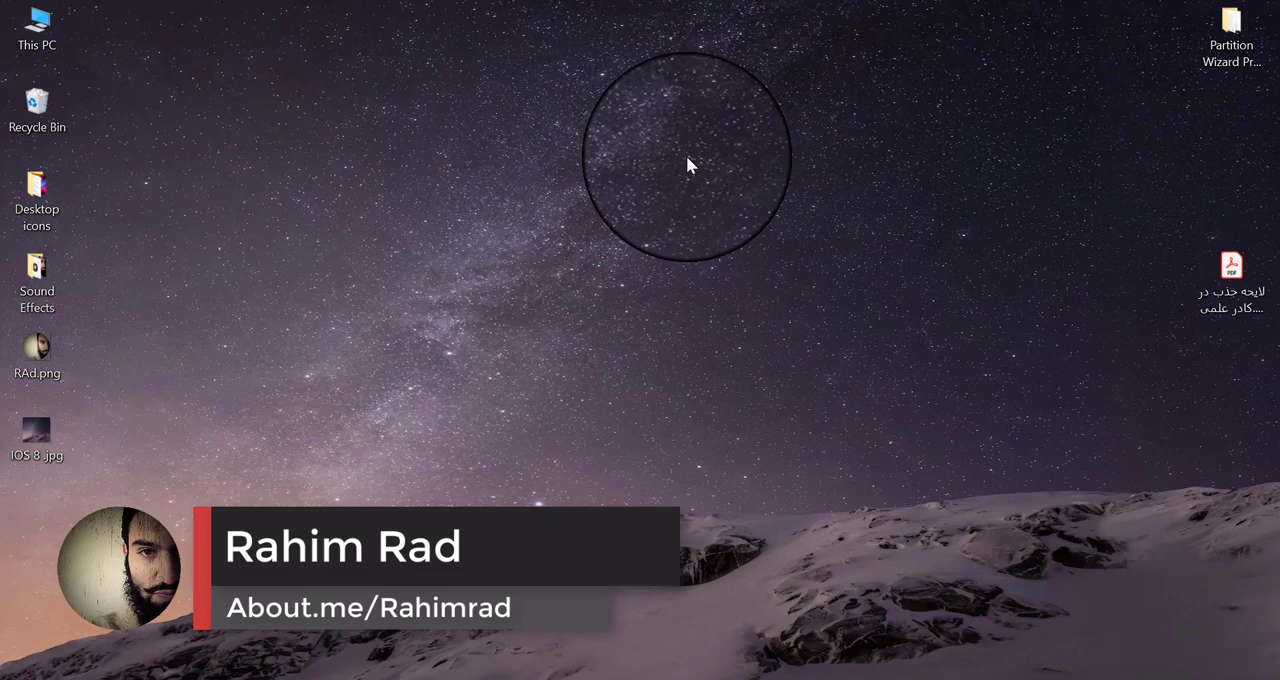 This PC
Recycle Bin
Desktop
icons
Sound
Effects
RAd.png
IOS 8 .jpg
Partition
Wizard Pr...
PDF
لایحه جذب در
کادر علمی....
Rahim Rad
About.me/Rahimrad